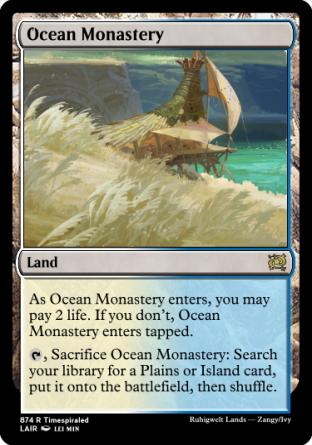 Ocean Monastery
Land
As Ocean Monastery enters, you may
pay 2 life. If you don't, Ocean
Monastery enters tapped.
, Sacrifice Ocean Monastery: Search
your library for a Plains or Island card,
put it onto the battlefield, then shuffle.
874 R Timespiraled
LAIR LEI MIN
Ruhigwelt Lands — Zangy/Ivy